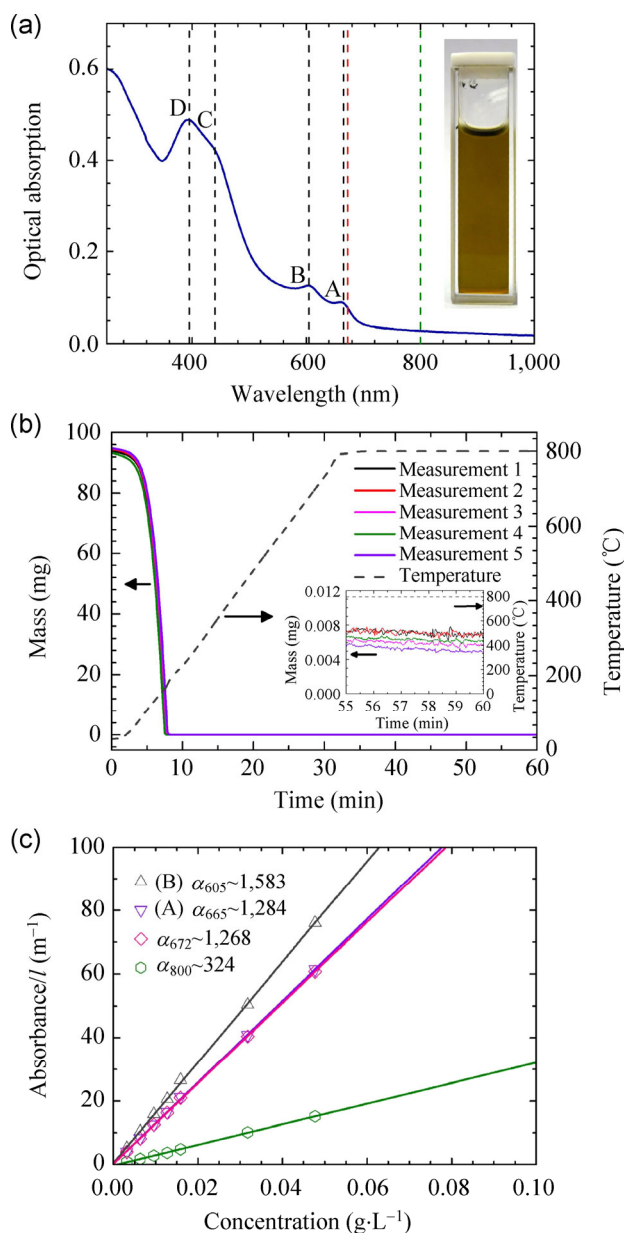 (a)
0.6
0.4
0.2
0.0
Optical absorption
D
C
B
A
400
600
800
1,000
Wavelength (nm)
(b)
100
80
60
40
20
0
Mass (mg)
Measurement 1
Measurement 2
Measurement 3
Measurement 4
Measurement 5
Temperature
800
600
400
200
0
Temperature (℃)
0.012
0.008
0.004
0.000
Mass (mg)
800
600
400
200
0
Temperature (℃)
55 56 57 58 59 60
Time (min)
0 10 20 30 40 50 60
Time (min)
(c)
100
80
60
40
20
0
Absorbance/l (m⁻¹)
(B) α₆₀₅~1,583
(A) α₆₆₅~1,284
α₆₇₂~1,268
α₈₀₀~324
0.00 0.02 0.04 0.06 0.08 0.10
Concentration (g·L⁻¹)